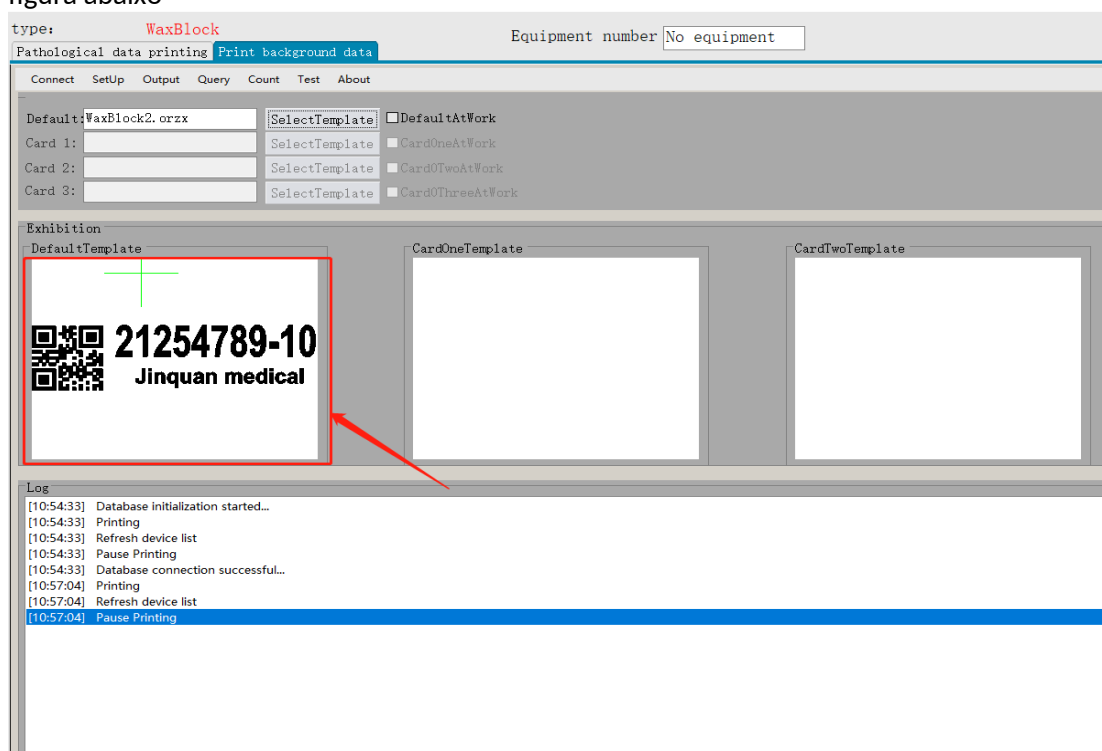 figura abaixo
type: WaxBlock
Equipment number No equipment
Pathological data printing Print background data
Connect SetUp Output Query Count Test About
Default: WaxBlock2.orzx SelectTemplate DefaultAtWork
Card 1: SelectTemplate CardOneAtWork
Card 2: SelectTemplate CardOTwoAtWork
Card 3: SelectTemplate CardOThreeAtWork
Exhibition
DefaultTemplate CardOneTemplate CardTwoTemplate
21254789-10
Jinquan medical
Log
[10:54:33] Database initialization started...
[10:54:33] Printing
[10:54:33] Refresh device list
[10:54:33] Pause Printing
[10:54:33] Database connection successful...
[10:57:04] Printing
[10:57:04] Refresh device list
[10:57:04] Pause Printing